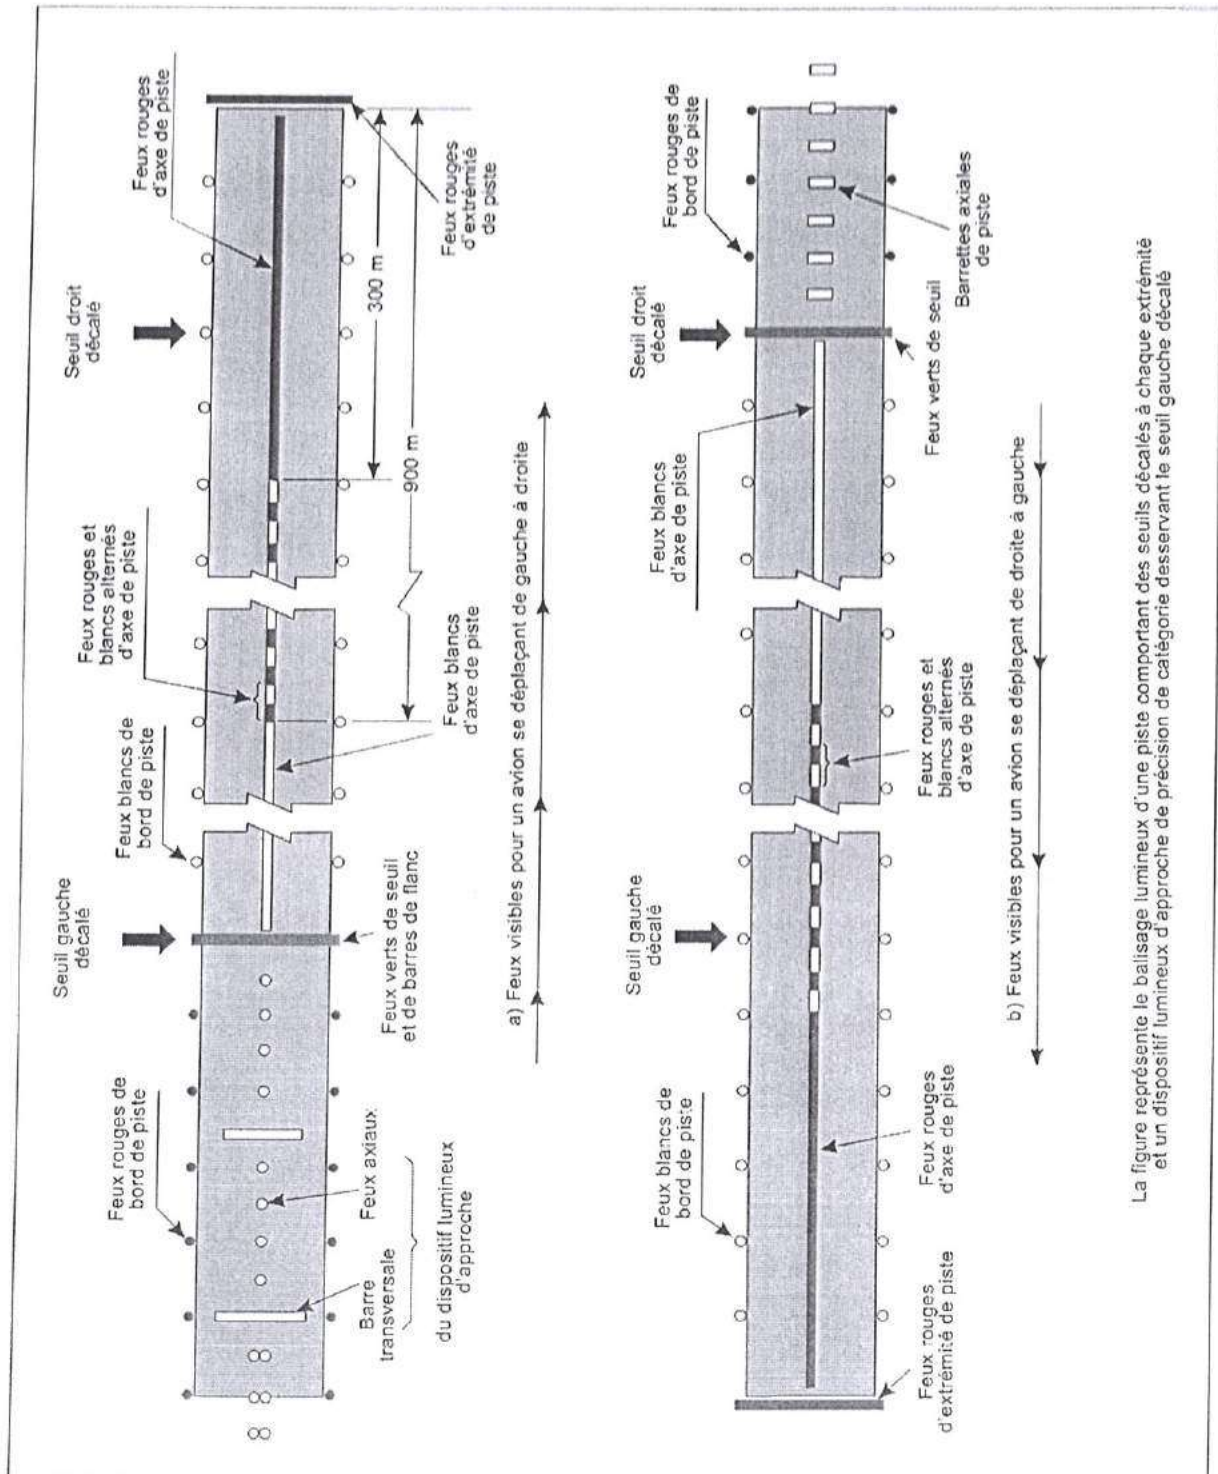 Seuil gauche
décalé
Seuil droit
décalé
Feux rouges
d'axe de piste
Feux rouges de
bord de piste
Feux blancs de
bord de piste
Feux rouges et
blancs alternés
d'axe de piste
300 m
900 m
Feux rouges
d'extrémité
de piste
Barre
transversale
Feux axiaux
du dispositif lumineux
d'approche
Feux verts de seuil
et de barres de flanc
Feux blancs
d'axe de piste
a) Feux visibles pour un avion se déplaçant de gauche à droite
Seuil gauche
décalé
Seuil droit
décalé
Feux blancs de
bord de piste
Feux blancs
d'axe de piste
Feux rouges de
bord de piste
Feux rouges
d'extrémité de piste
Feux rouges
d'axe de piste
Feux rouges et
blancs alternés
d'axe de piste
Feux verts de seuil
Barrettes axiales
de piste
b) Feux visibles pour un avion se déplaçant de droite à gauche
La figure représente le balisage lumineux d'une piste comportant des seuils décalés à chaque extrémité
et un dispositif lumineux d'approche de précision de catégorie desservant le seuil gauche décalé